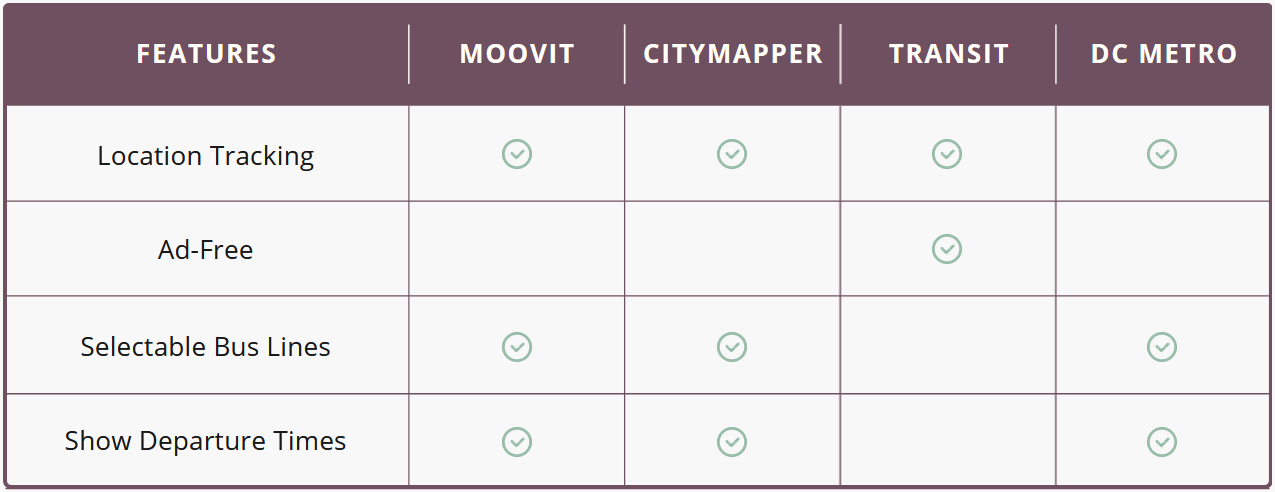 FEATURES MOOVIT CITYMAPPER TRANSIT DC METRO
Location Tracking
Ad-Free
Selectable Bus Lines
Show Departure Times